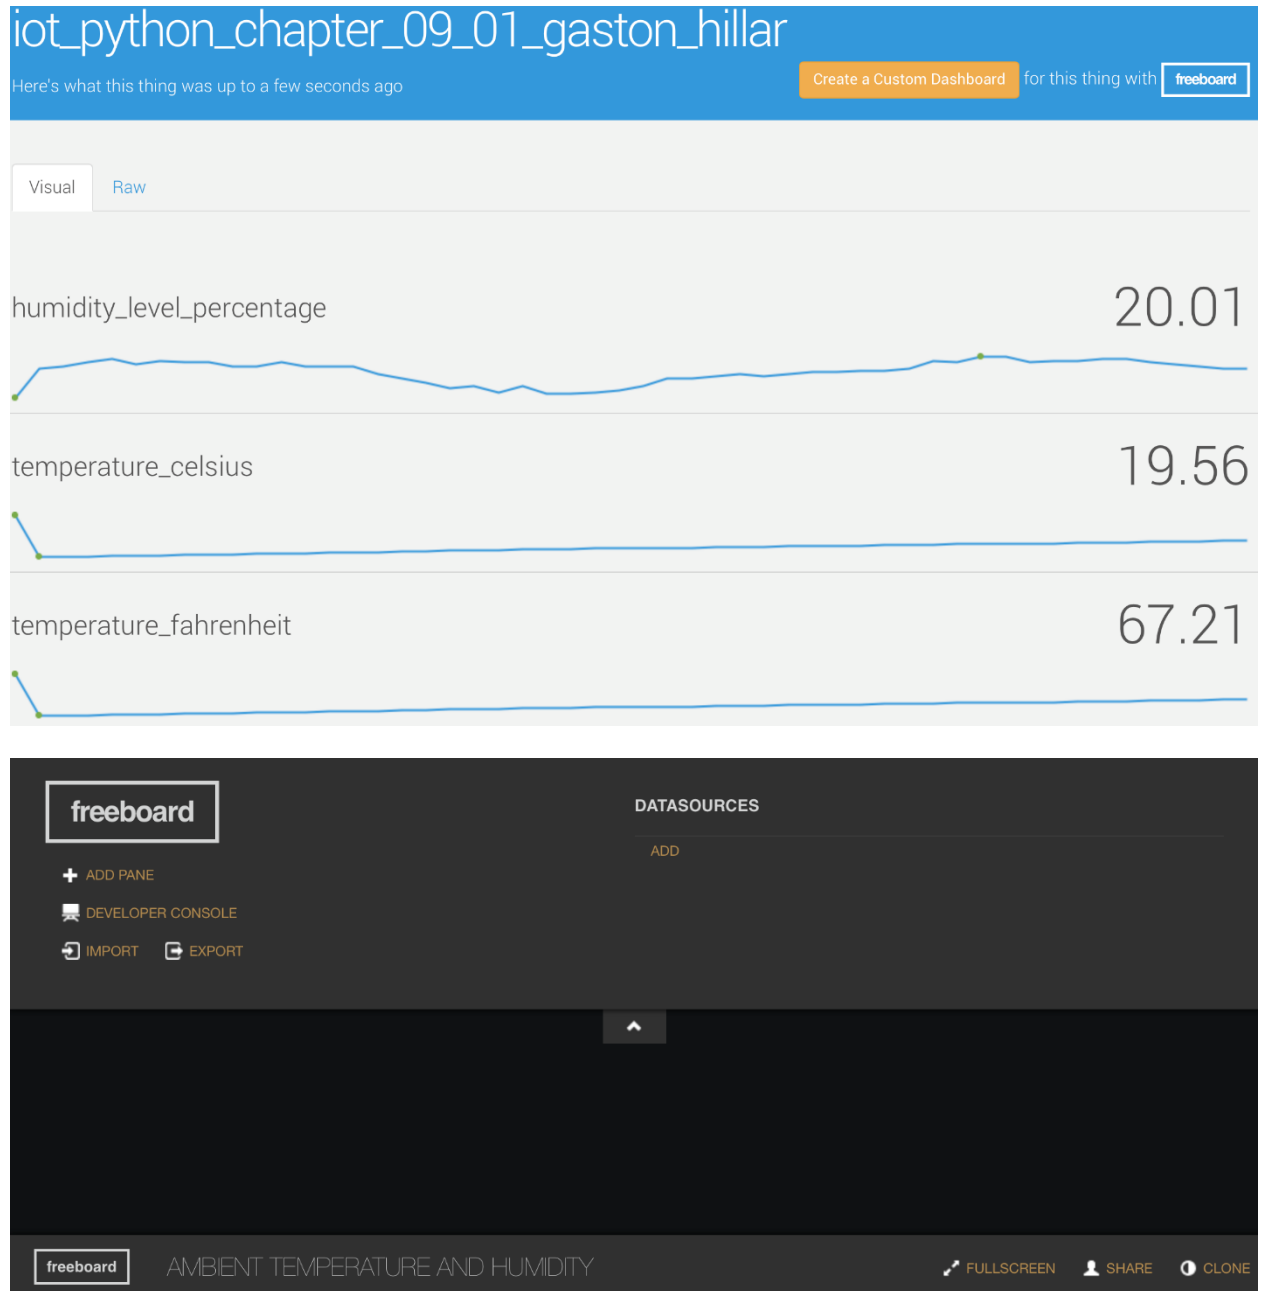 iot_python_chapter_09_01_gaston_hillar
Here's what this thing was up to a few seconds ago
Create a Custom Dashboard for this thing with freeboard
Visual Raw
humidity_level_percentage 20.01
temperature_celsius 19.56
temperature_fahrenheit 67.21
freeboard
DATASOURCES
ADD
ADD PANE
DEVELOPER CONSOLE
IMPORT EXPORT
freeboard AMBIENT TEMPERATURE AND HUMIDITY FULLSCREEN SHARE CLONE